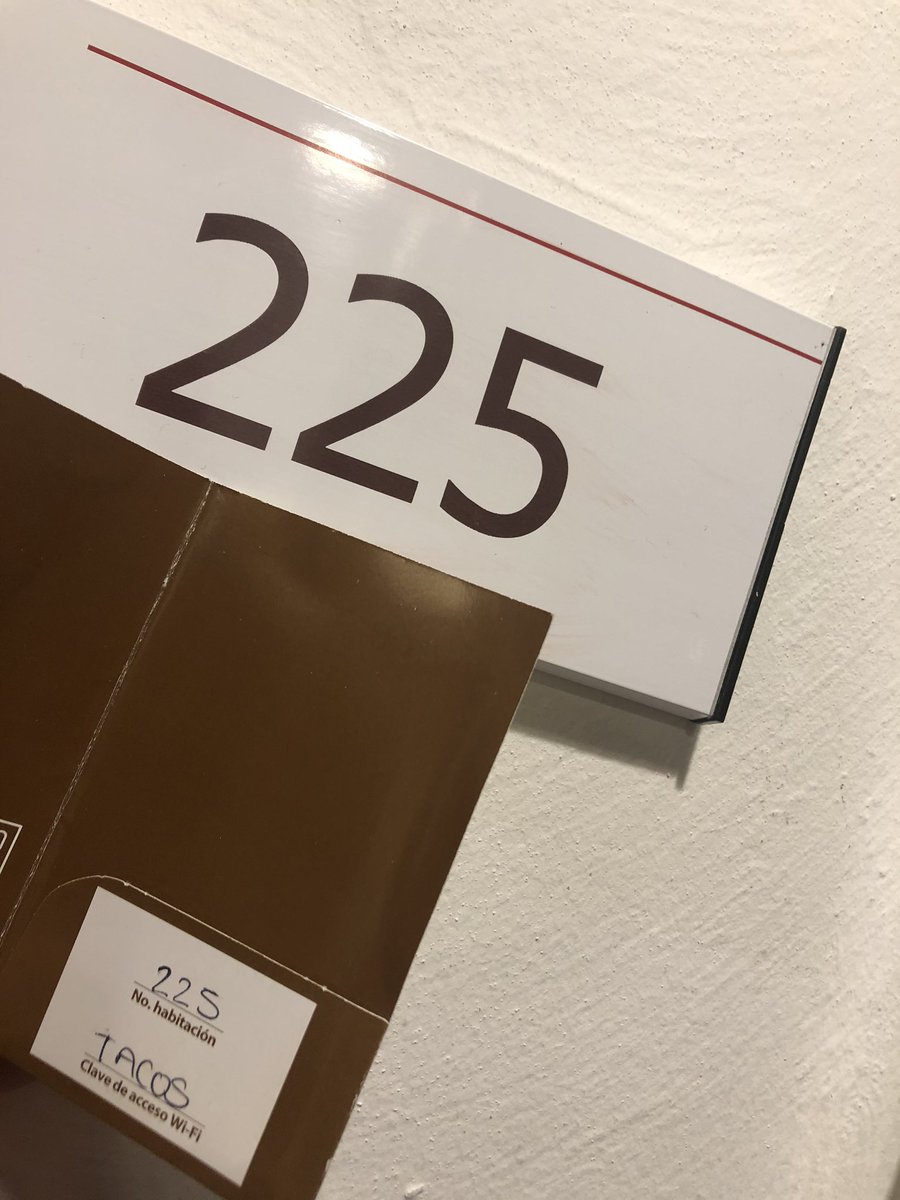 225
225
No. habitación
TACOS
Clave de acceso Wi-Fi